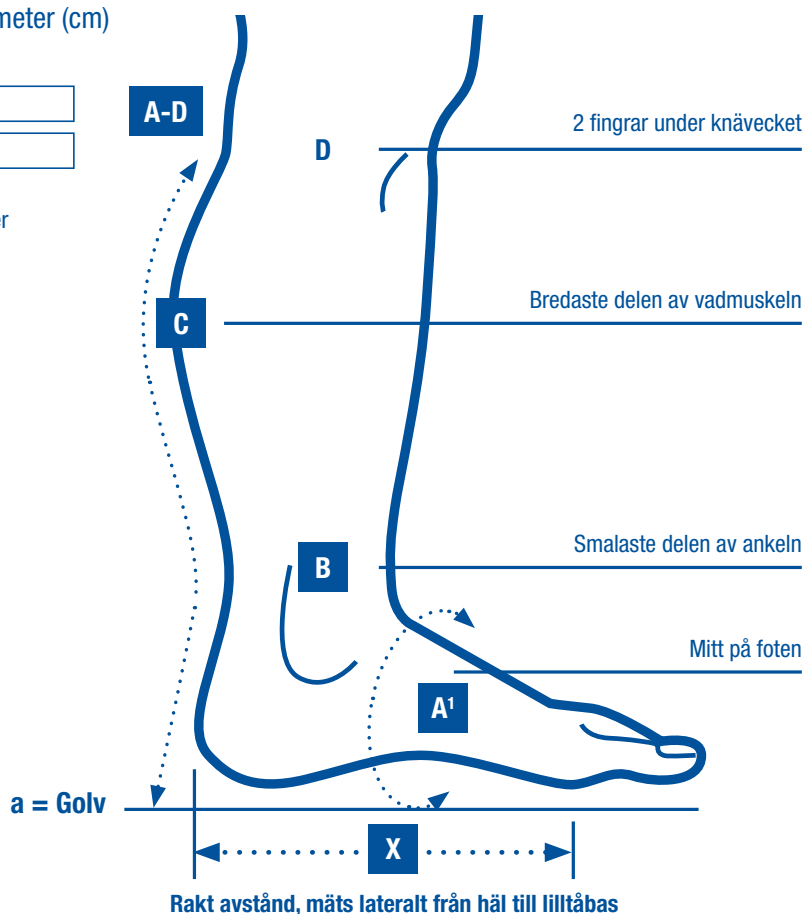 meter (cm)
A-D
D
2 fingrar under knävecket
er
C
Bredaste delen av vadmuskeln
B
Smalaste delen av ankeln
Mitt på foten
A¹
a = Golv
X
Rakt avstånd, mäts lateralt från häl till lilltåbas